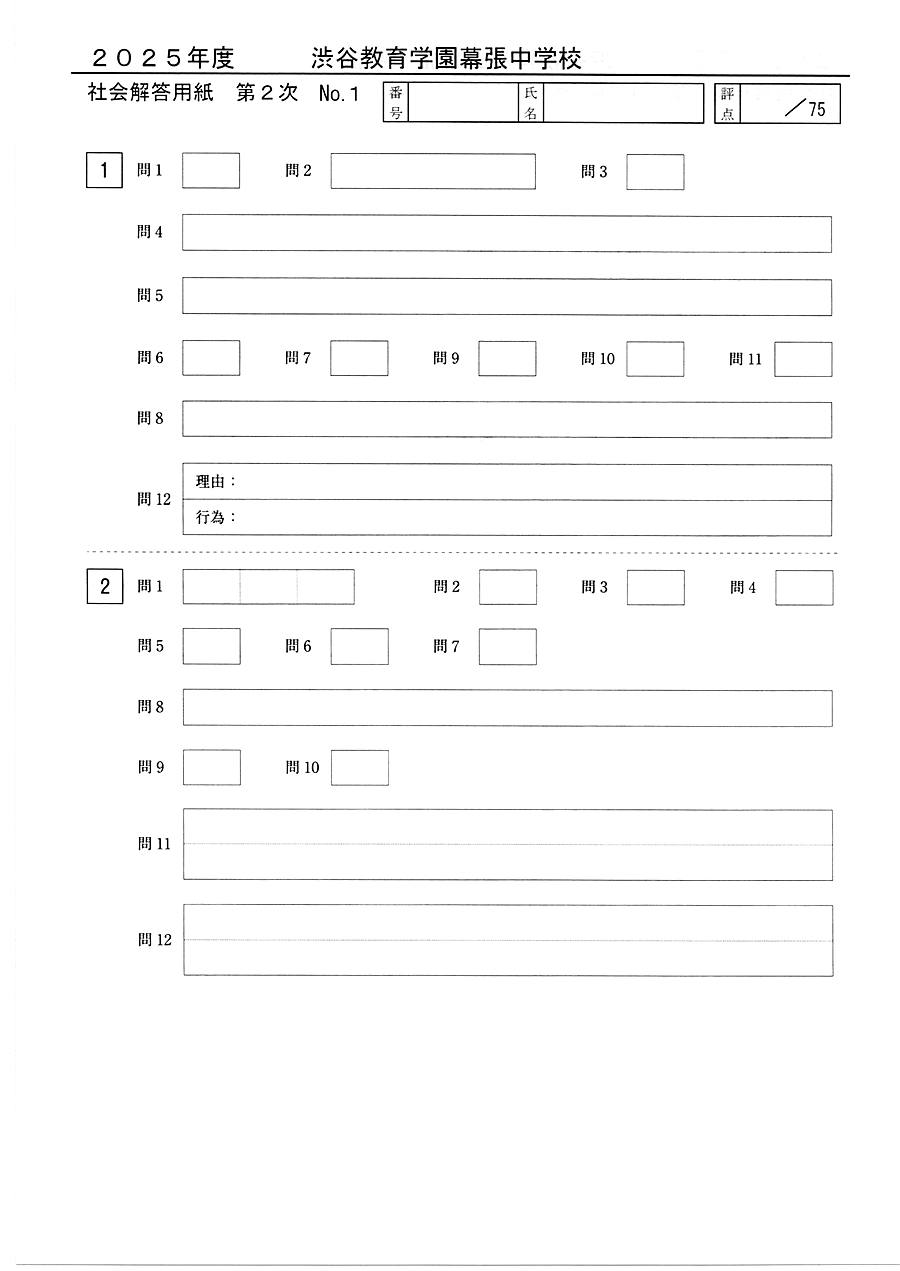 ２０２５年度　渋谷教育学園幕張中学校
社会解答用紙　第２次　No.1　番号　氏名　評点　／75
1　問1　問2　問3
問4
問5
問6　問7　問9　問10　問11
問8
問12　理由：
行為：
2　問1　問2　問3　問4
問5　問6　問7
問8
問9　問10
問11
問12